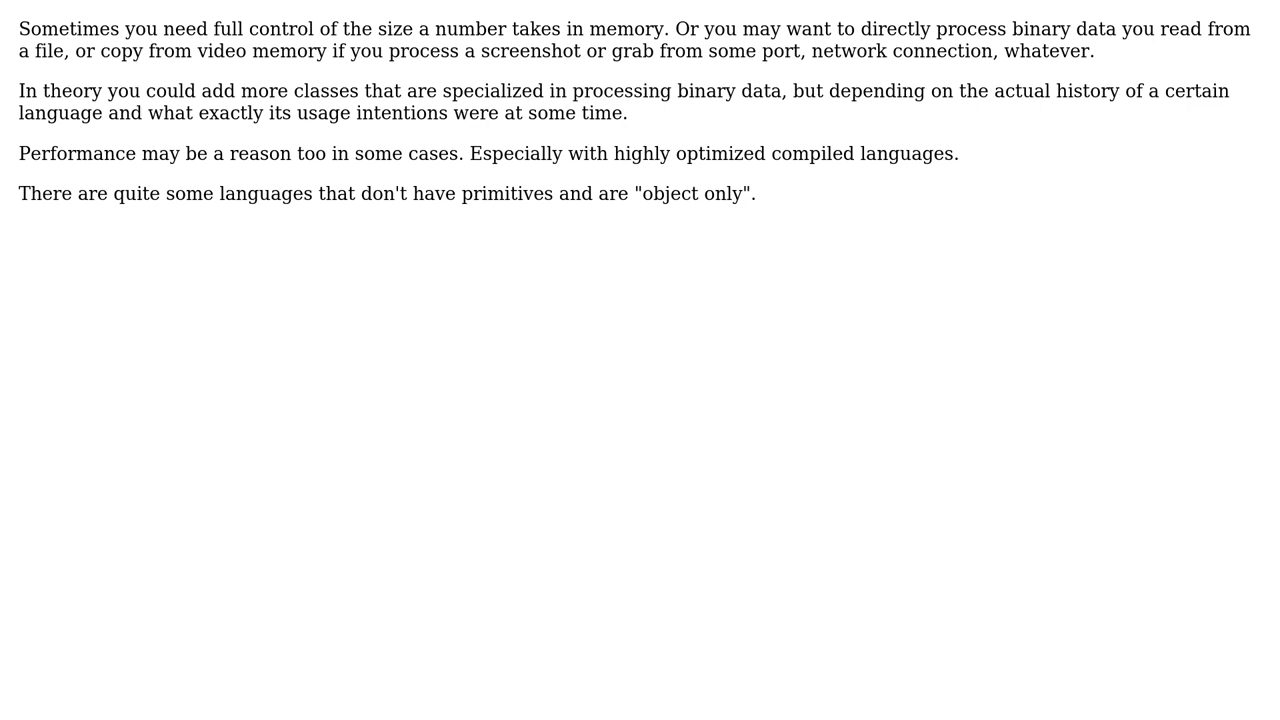 Sometimes you need full control of the size a number takes in memory. Or you may want to directly process binary data you read from
a file, or copy from video memory if you process a screenshot or grab from some port, network connection, whatever.
In theory you could add more classes that are specialized in processing binary data, but depending on the actual history of a certain
language and what exactly its usage intentions were at some time.
Performance may be a reason too in some cases. Especially with highly optimized compiled languages.
There are quite some languages that don't have primitives and are "object only".